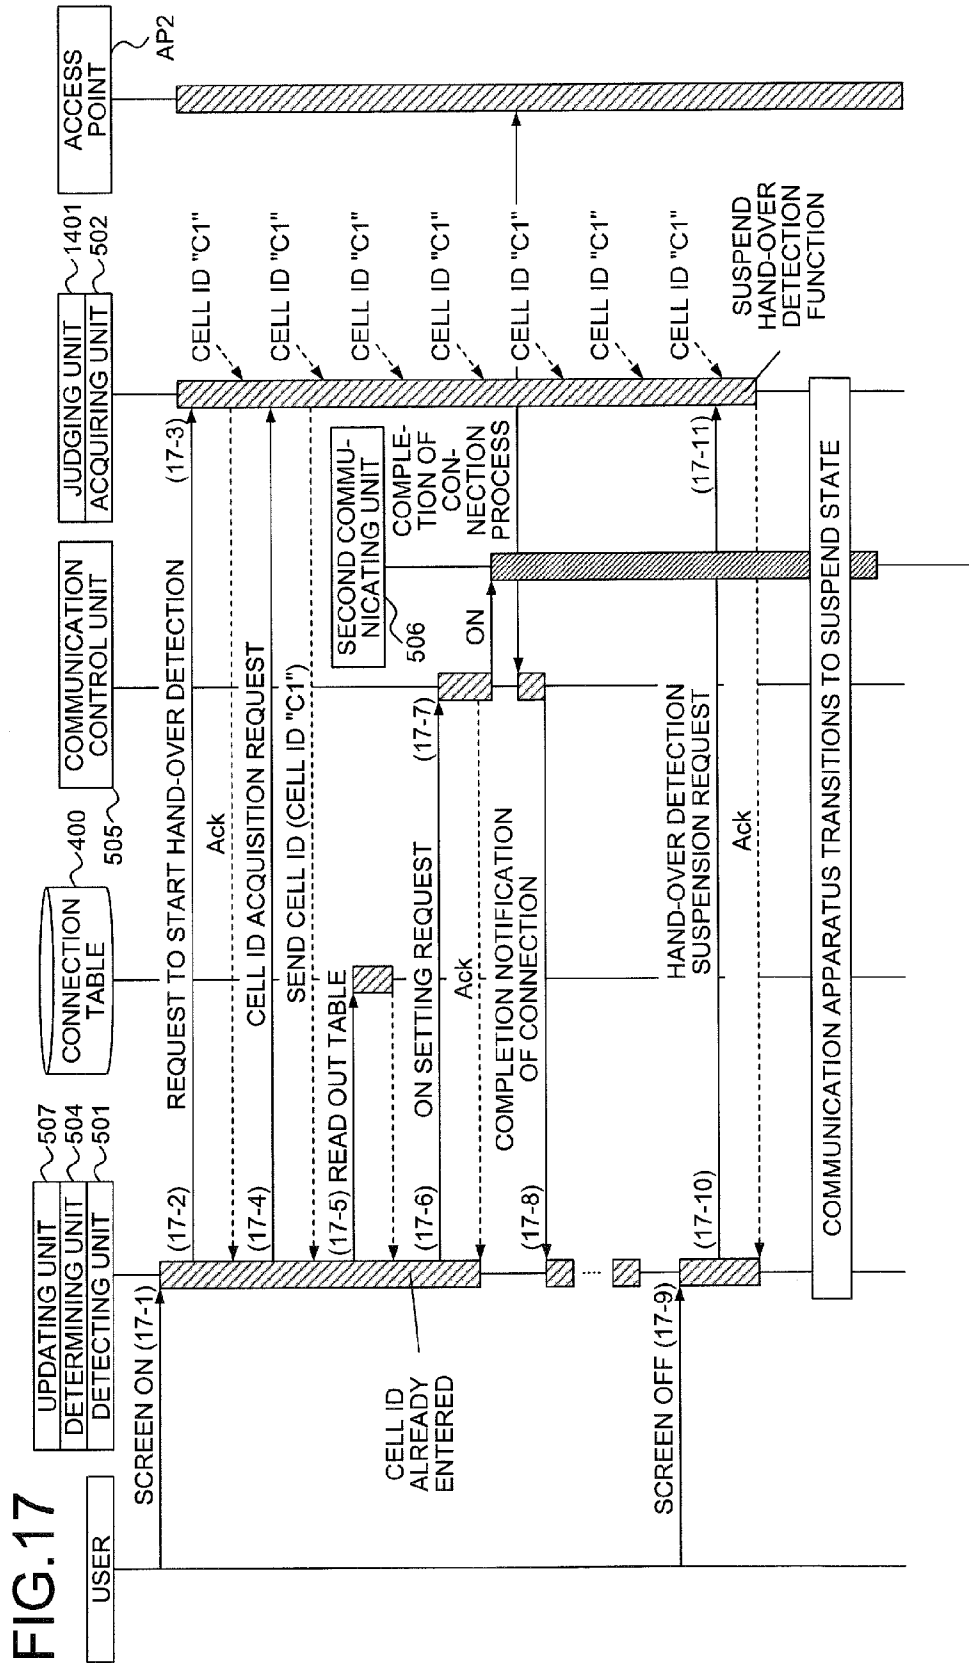 FIG.17
USER
UPDATING UNIT
DETERMINING UNIT
DETECTING UNIT
507
504
501
CONNECTION
TABLE
400
COMMUNICATION
CONTROL UNIT
505
JUDGING UNIT
ACQUIRING UNIT
1401
502
ACCESS
POINT
AP2
SCREEN ON (17-1)
(17-2)
REQUEST TO START HAND-OVER DETECTION
(17-3)
CELL ID "C1"
Ack
(17-4)
CELL ID ACQUISITION REQUEST
CELL ID "C1"
SEND CELL ID (CELL ID "C1")
(17-5) READ OUT TABLE
CELL ID "C1"
SECOND COMMU-
NICATING UNIT
506
CELL ID
ALREADY
ENTERED
(17-6)
ON SETTING REQUEST
(17-7)
ON
COMPLE-
TION OF
CON-
NECTION
PROCESS
CELL ID "C1"
Ack
COMPLETION NOTIFICATION
OF CONNECTION
(17-8)
CELL ID "C1"
CELL ID "C1"
SCREEN OFF (17-9)
(17-10)
HAND-OVER DETECTION
SUSPENSION REQUEST
(17-11)
CELL ID "C1"
Ack
SUSPEND
HAND-OVER
DETECTION
FUNCTION
COMMUNICATION APPARATUS TRANSITIONS TO SUSPEND STATE